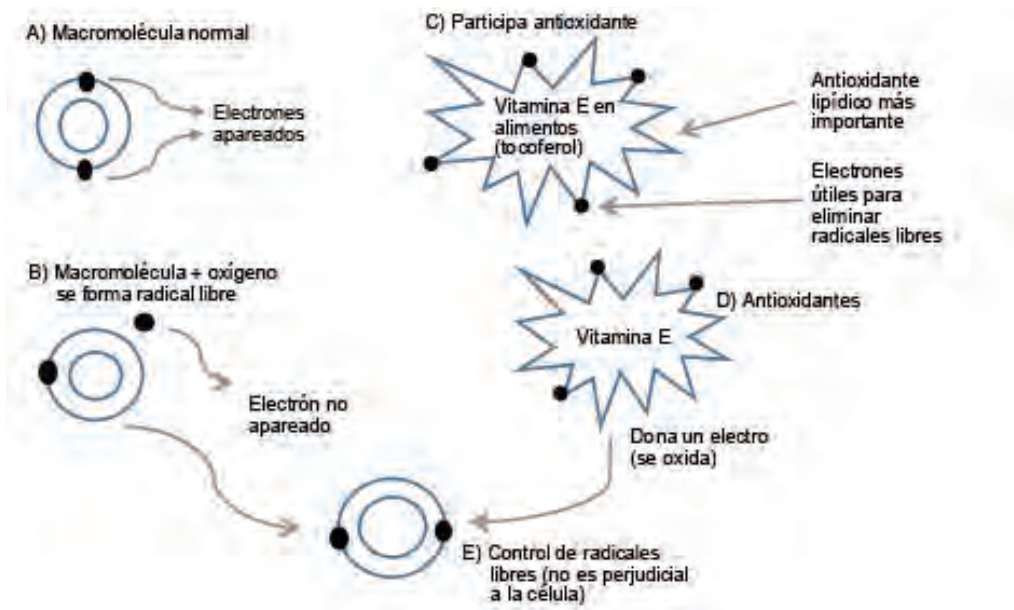 A) Macromolécula normal
Electrones
apareados
B) Macromolécula + oxígeno
se forma radical libre
Electrón no
apareado
C) Participa antioxidante
Vitamina E en
alimentos
(tocoferol)
Antioxidante
lipídico más
importante
Electrones
útiles para
eliminar
radicales libres
D) Antioxidantes
Vitamina E
Dona un electro
(se oxida)
E) Control de radicales
libres (no es perjudicial
a la célula)